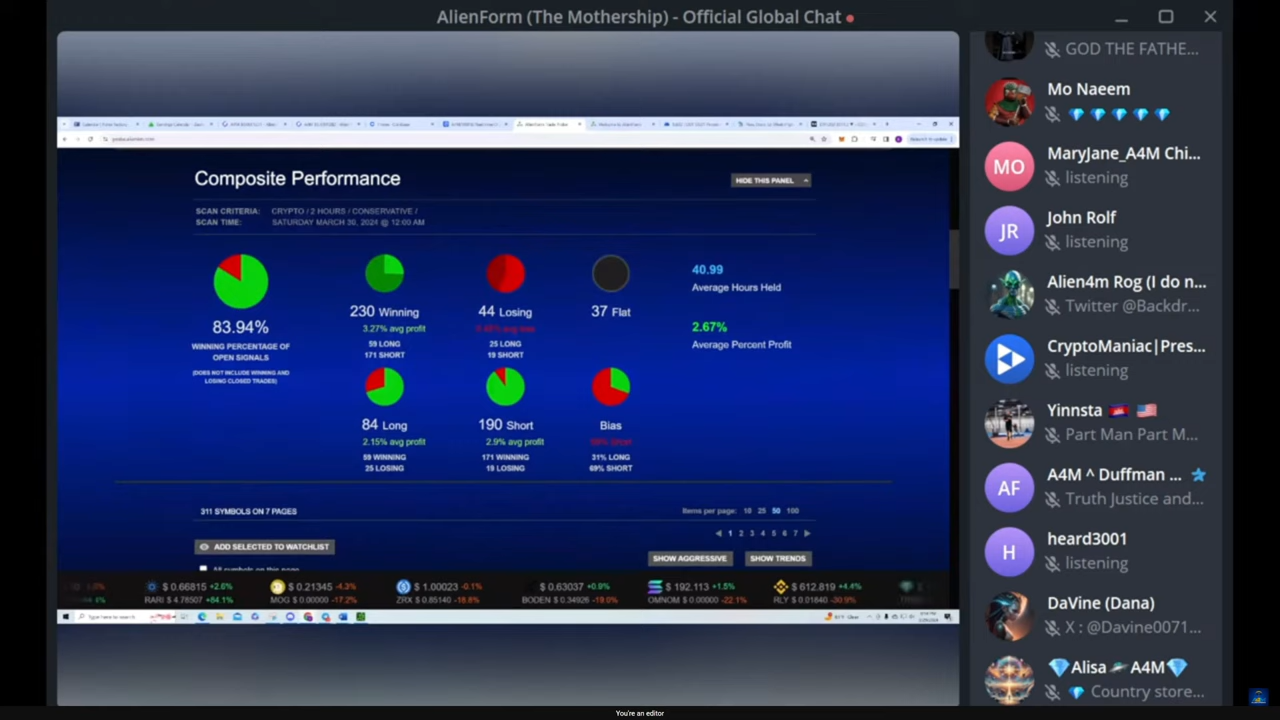 AlienForm (The Mothership) - Official Global Chat
Composite Performance
HIDE THIS PANEL
SCAN CRITERIA: CRYPTO / 2 HOURS / CONSERVATIVE /
SCAN TIME: SATURDAY MARCH 30, 2024 @ 12:00 AM
83.94%
WINNING PERCENTAGE OF
OPEN SIGNALS
(DOES NOT INCLUDE WINNING AND
LOSING CLOSED TRADES)
230 Winning
3.27% avg profit
59 LONG
171 SHORT
44 Losing
25 LONG
19 SHORT
37 Flat
40.99
Average Hours Held
2.67%
Average Percent Profit
84 Long
2.15% avg profit
59 WINNING
25 LOSING
190 Short
2.9% avg profit
171 WINNING
19 LOSING
Bias
31% LONG
69% SHORT
311 SYMBOLS ON 7 PAGES
Items per page: 10 25 50 100
1 2 3 4 5 6 7
ADD SELECTED TO WATCHLIST
SHOW AGGRESSIVE
SHOW TRENDS
All symbols on this page
$ 0.66815 +2.6%
$ 0.21345 -4.3%
$ 1.00023 -0.1%
$ 0.63037 +0.9%
$ 192.113 +1.5%
$ 612.819 +4.4%
RARI $ 4.78507 +84.1%
MOG $ 0.00000 -17.2%
ZRX $ 0.85140 -18.8%
BODEN $ 0.34926 -19.0%
OMNOM $ 0.00000 -22.1%
RLY $ 0.01840 -30.9%
GOD THE FATHE...
Mo Naeem
MO
MaryJane_A4M Chi...
listening
JR
John Rolf
listening
Alien4m Rog (I do n...
Twitter @Backdr...
CryptoManiac|Pres...
listening
Yinnsta
Part Man Part M...
AF
A4M ^ Duffman ...
Truth Justice and...
H
heard3001
listening
DaVine (Dana)
X : @Davine0071...
Alisa A4M
Country store...
You're an editor